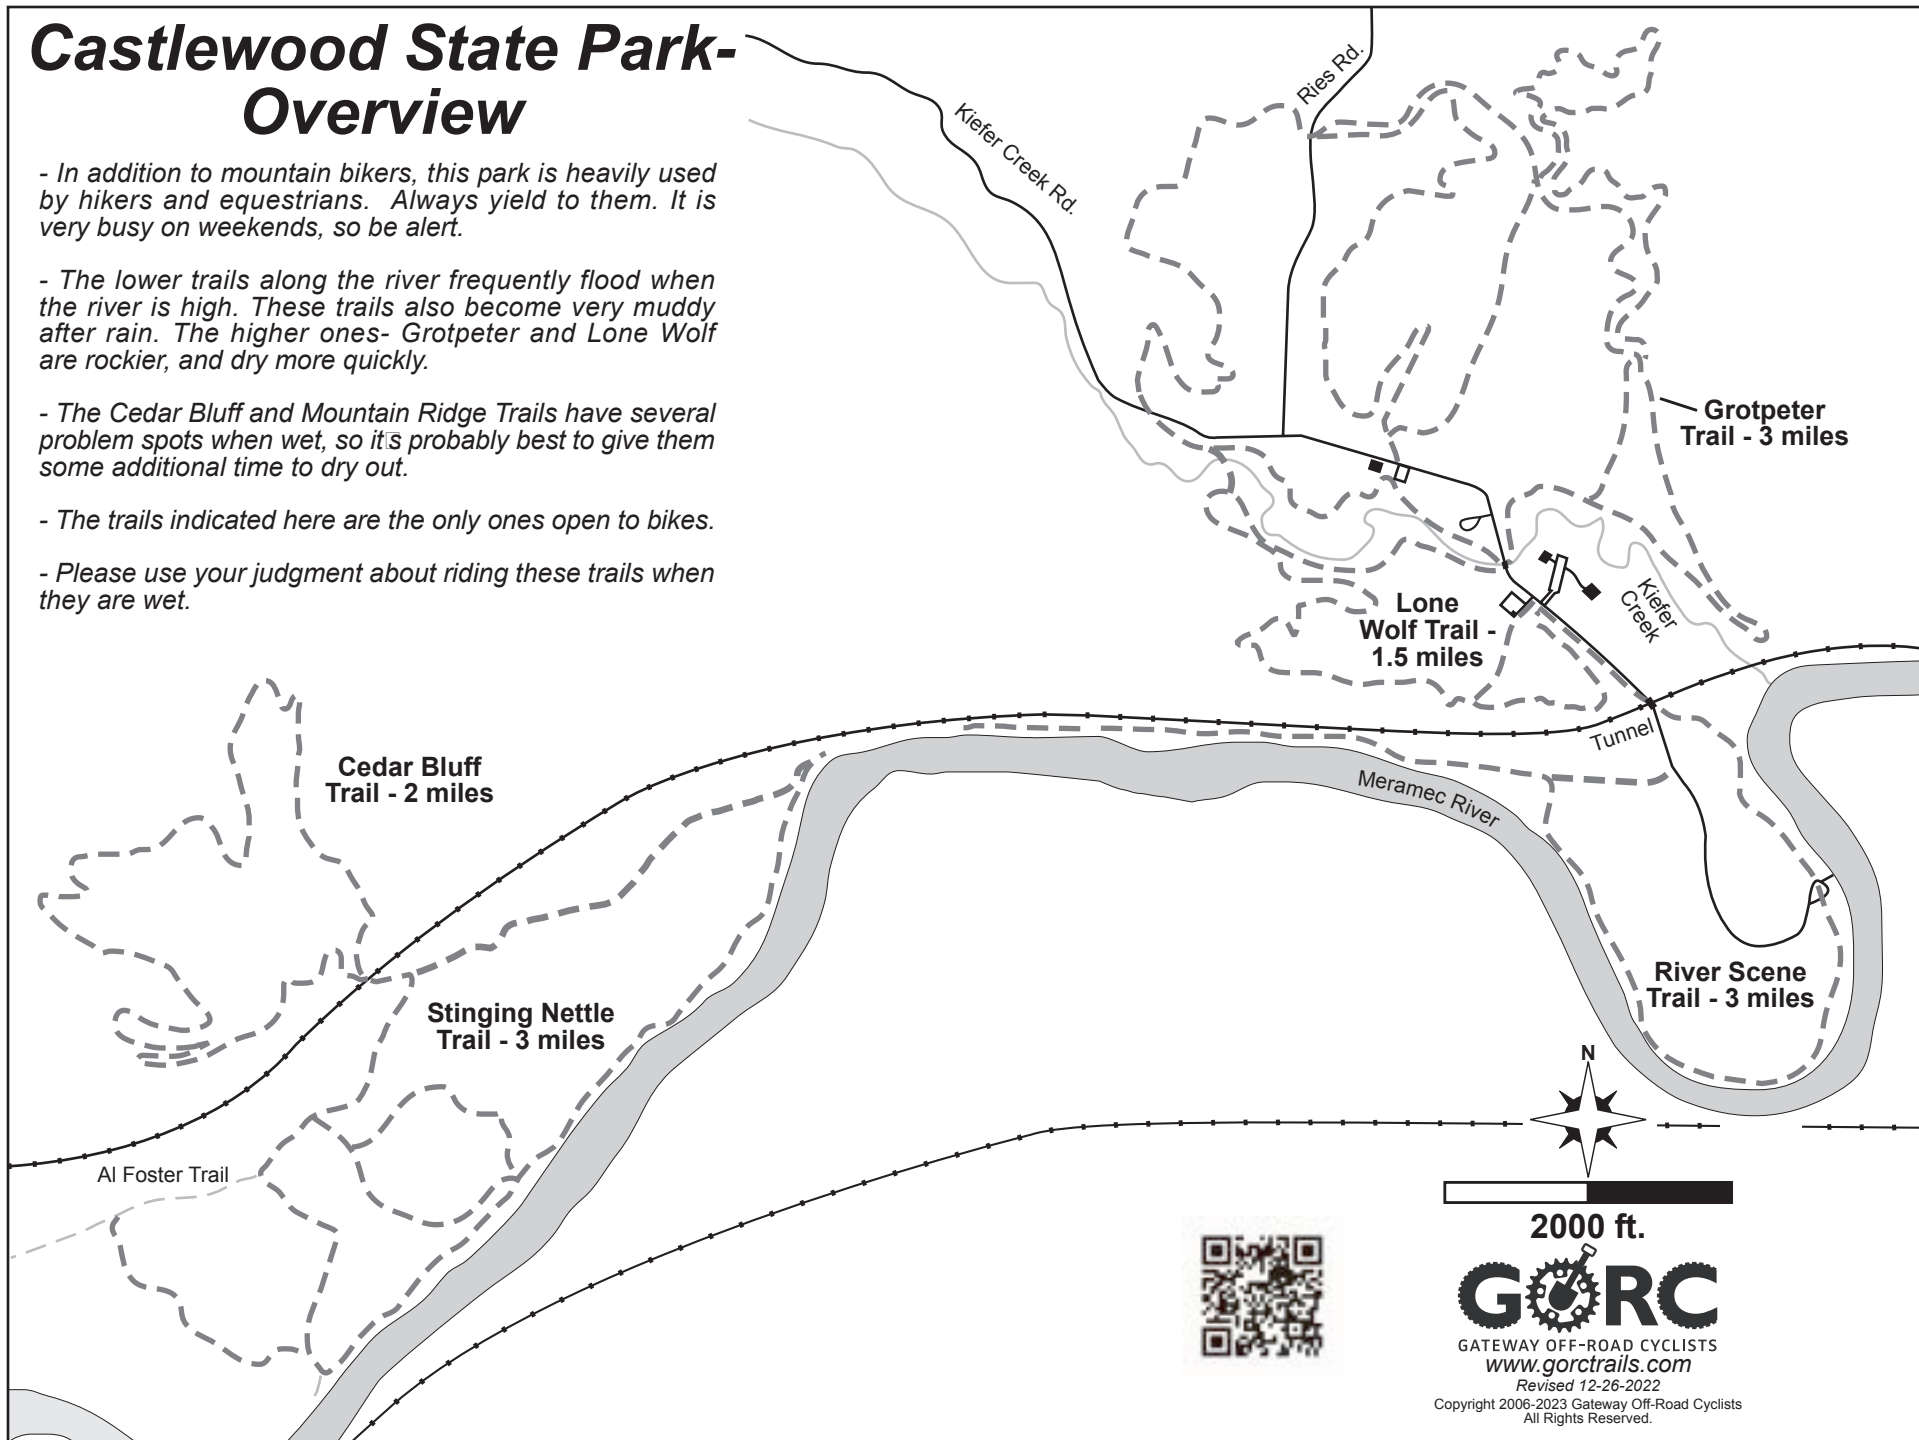 Castlewood State Park-
Overview
- In addition to mountain bikers, this park is heavily used
by hikers and equestrians. Always yield to them. It is
very busy on weekends, so be alert.
- The lower trails along the river frequently flood when
the river is high. These trails also become very muddy
after rain. The higher ones- Grotpeter and Lone Wolf
are rockier, and dry more quickly.
- The Cedar Bluff and Mountain Ridge Trails have several
problem spots when wet, so it□s probably best to give them
some additional time to dry out.
- The trails indicated here are the only ones open to bikes.
- Please use your judgment about riding these trails when
they are wet.
Kiefer Creek Rd.
Ries Rd.
Grotpeter
Trail - 3 miles
Lone
Wolf Trail -
1.5 miles
Kiefer
Creek
Tunnel
Meramec River
Cedar Bluff
Trail - 2 miles
Stinging Nettle
Trail - 3 miles
River Scene
Trail - 3 miles
Al Foster Trail
N
2000 ft.
GORC
GATEWAY OFF-ROAD CYCLISTS
www.gorctrails.com
Revised 12-26-2022
Copyright 2006-2023 Gateway Off-Road Cyclists
All Rights Reserved.